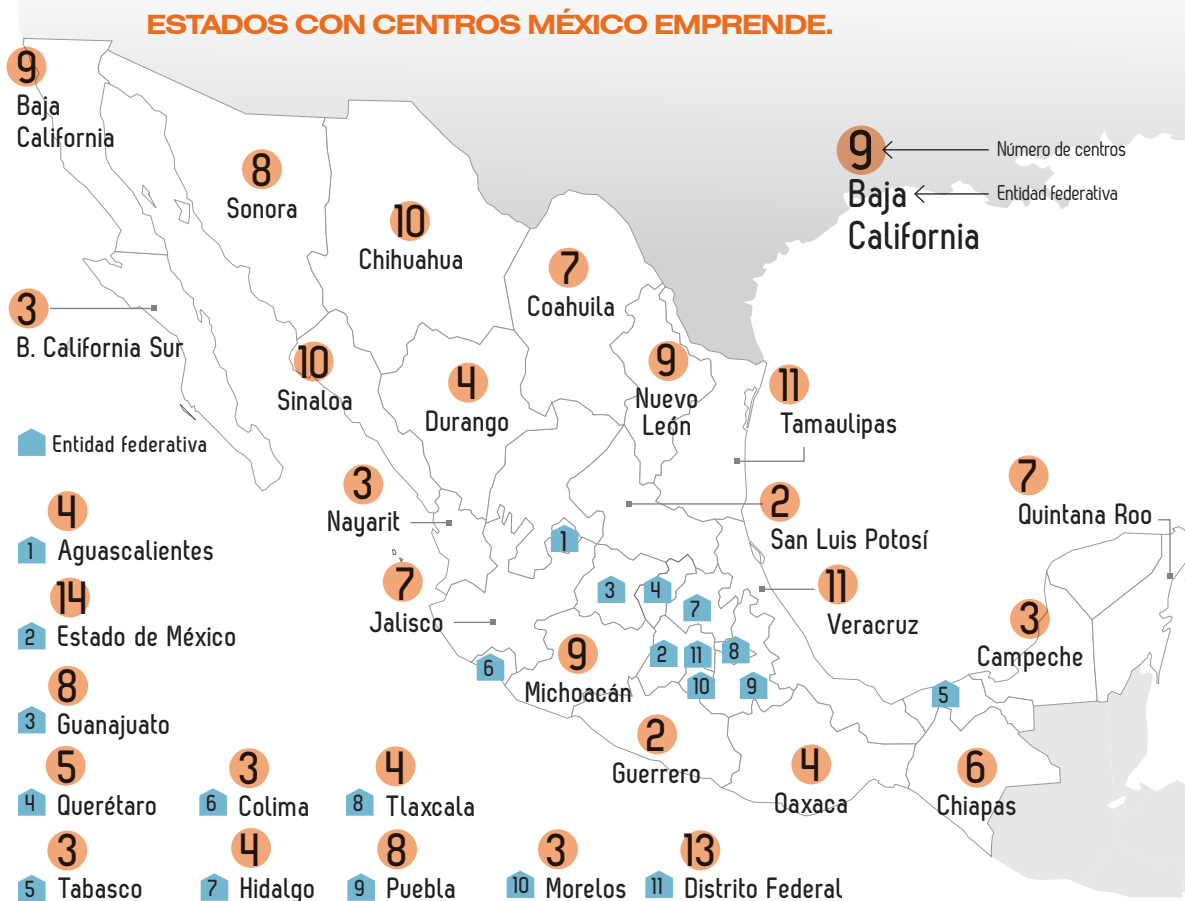 ESTADOS CON CENTROS MÉXICO EMPRENDE.
9
Baja
California
8
Sonora
10
Chihuahua
7
Coahuila
9
Número de centros
Baja
California
Entidad federativa
3
B. California Sur
10
Sinaloa
4
Durango
9
Nuevo
León
11
Tamaulipas
Entidad federativa
3
Nayarit
2
San Luis Potosí
7
Quintana Roo
7
Jalisco
11
Veracruz
3
Campeche
9
Michoacán
2
Guerrero
4
Oaxaca
6
Chiapas
1
3
4
7
2
11
8
6
10
9
5
4
1 Aguascalientes
14
2 Estado de México
8
3 Guanajuato
5
4 Querétaro
3
6 Colima
4
8 Tlaxcala
3
5 Tabasco
4
7 Hidalgo
8
9 Puebla
3
10 Morelos
13
11 Distrito Federal